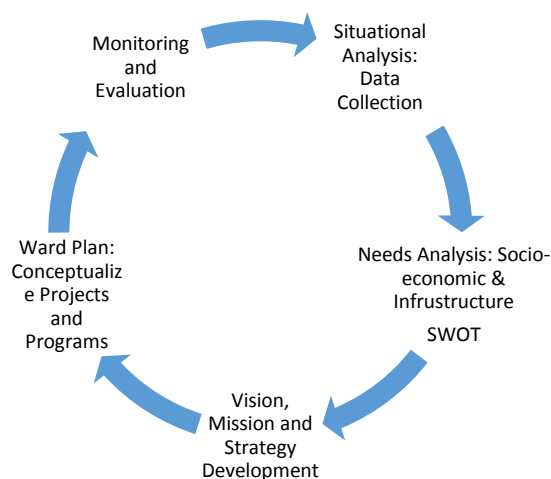 Situational
Analysis:
Data
Collection
Needs Analysis: Socio-
economic &
Infrustructure
SWOT
Vision,
Mission and
Strategy
Development
Ward Plan:
Conceptualiz
e Projects
and
Programs
Monitoring
and
Evaluation